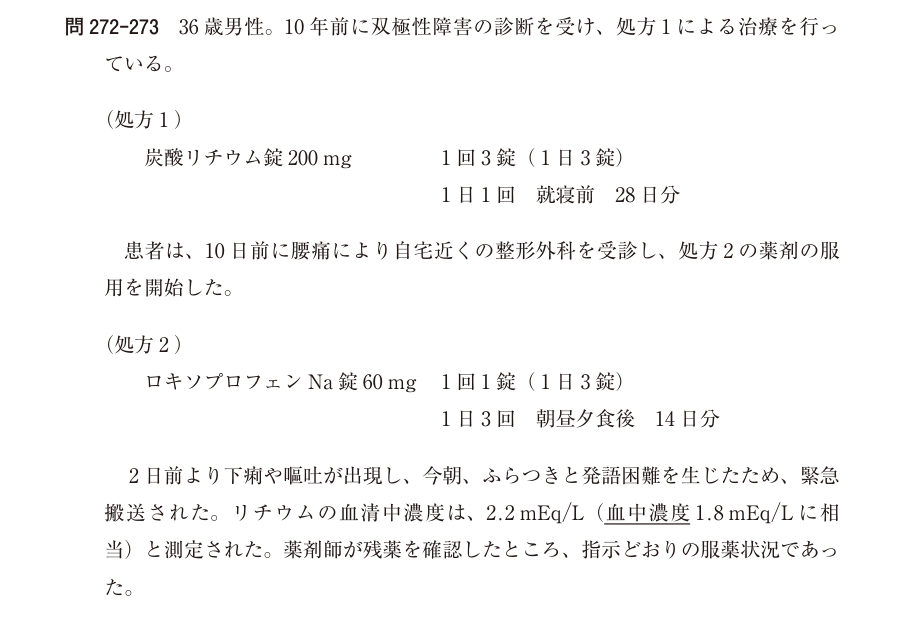 問 272-273　36 歳男性。10 年前に双極性障害の診断を受け、処方１による治療を行っ
ている。
（処方１）
炭酸リチウム錠 200 mg　１回３錠（１日３錠）
１日１回　就寝前　28 日分
患者は、10 日前に腰痛により自宅近くの整形外科を受診し、処方２の薬剤の服
用を開始した。
（処方２）
ロキソプロフェン Na 錠 60 mg　１回１錠（１日３錠）
１日３回　朝昼夕食後　14 日分
２日前より下痢や嘔吐が出現し、今朝、ふらつきと発語困難を生じたため、緊急
搬送された。リチウムの血清中濃度は、2.2 mEq/L（血中濃度 1.8 mEq/L に相
当）と測定された。薬剤師が残薬を確認したところ、指示どおりの服薬状況であっ
た。